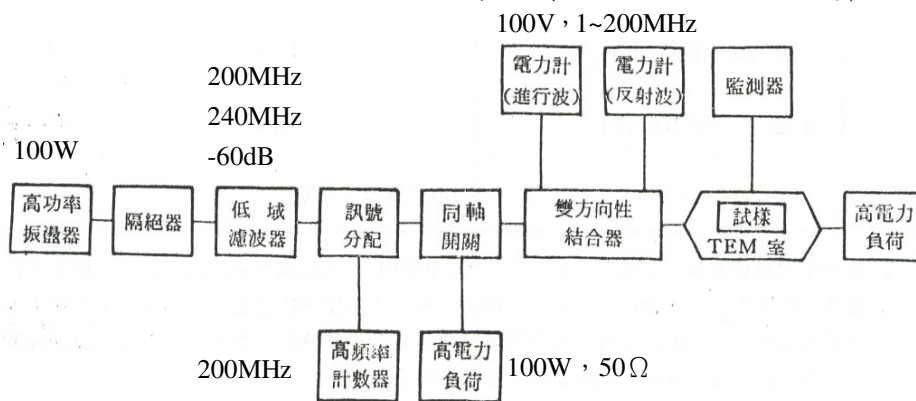 100V，1~200MHz
電力計
(進行波)
電力計
(反射波)
監測器
200MHz
240MHz
-60dB
100W
高功率
振盪器
隔絕器
低域
濾波器
訊號
分配
同軸
開關
雙方向性
結合器
試樣
TEM 室
高電力
負荷
200MHz
高頻率
計數器
高電力
負荷
100W，50Ω